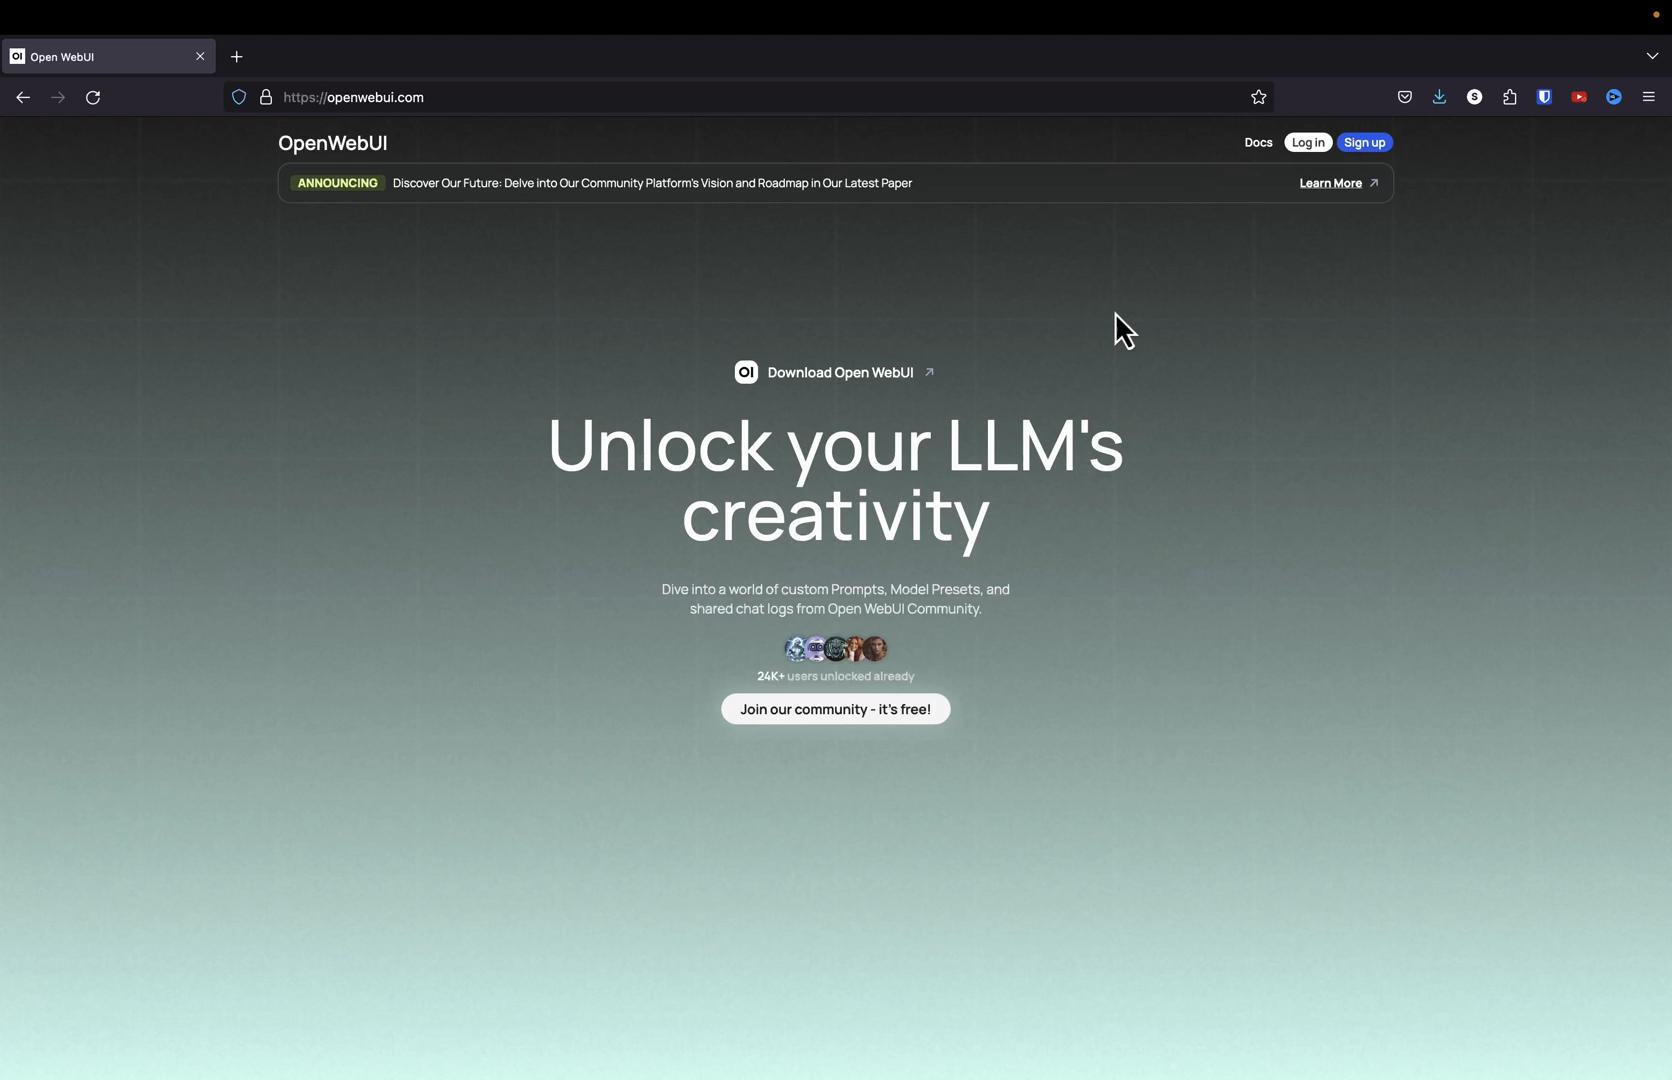 OI Open WebUI
https://openwebui.com
S
OpenWebUI
Docs Log in Sign up
ANNOUNCING Discover Our Future: Delve into Our Community Platform's Vision and Roadmap in Our Latest Paper Learn More
OI Download Open WebUI
Unlock your LLM's
creativity
Dive into a world of custom Prompts, Model Presets, and
shared chat logs from Open WebUI Community.
24K+ users unlocked already
Join our community - it's free!